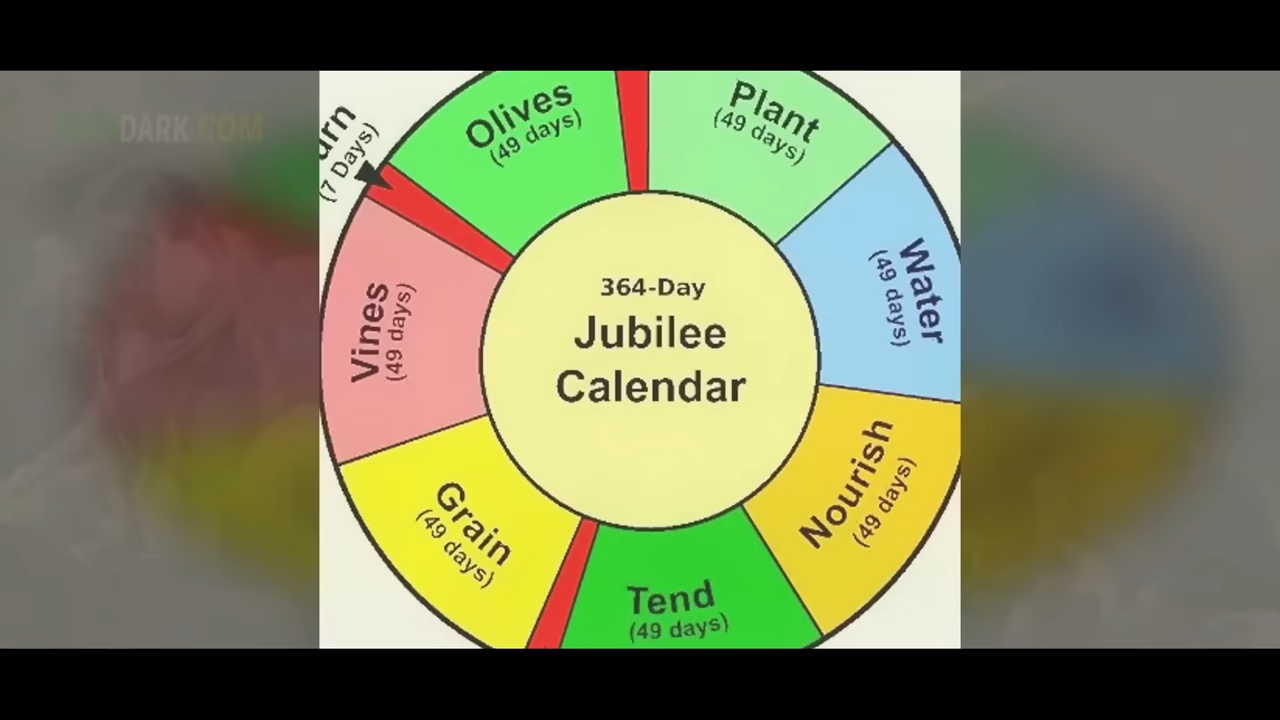 DARK.COM
Olives
(49 days)
Plant
(49 days)
Water
(49 days)
Nourish
(49 days)
Tend
(49 days)
Grain
(49 days)
Vines
(49 days)
(7 Days)
364-Day
Jubilee
Calendar